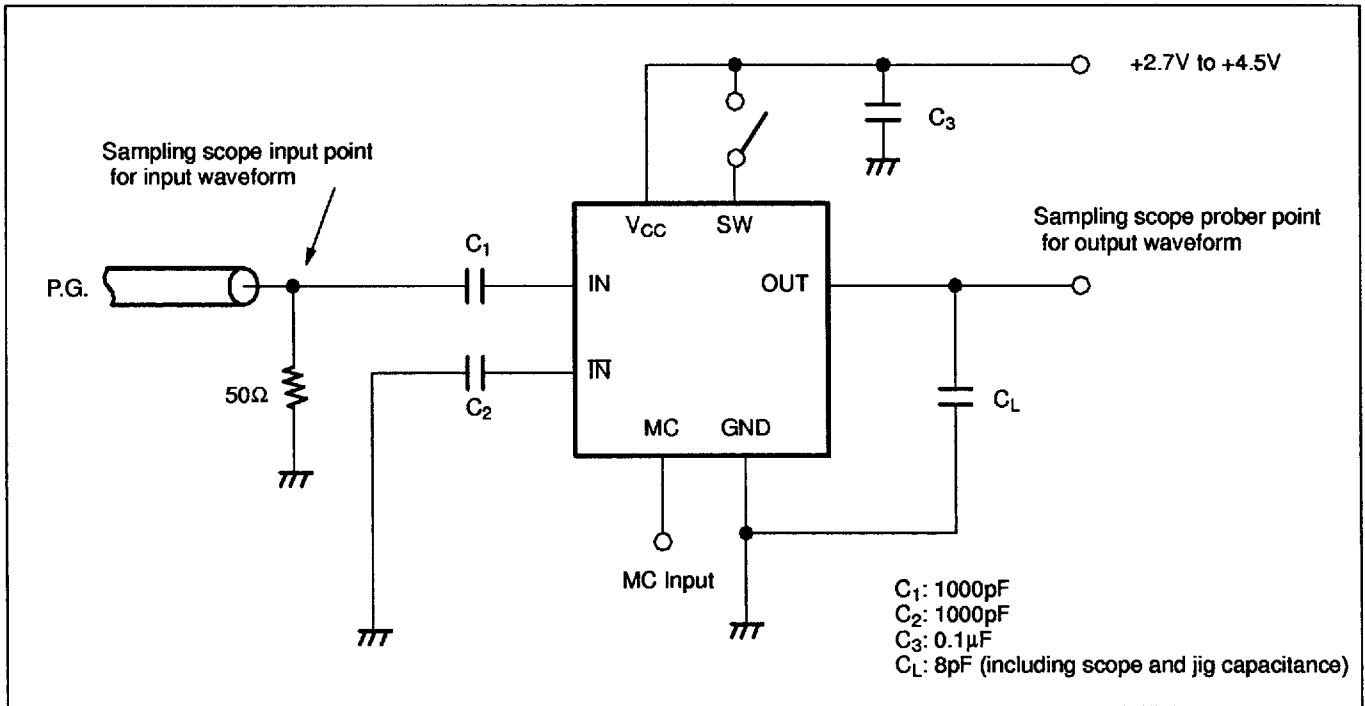 +2.7V to +4.5V
C3
Sampling scope input point
for input waveform
VCC
SW
Sampling scope prober point
for output waveform
P.G.
C1
IN
OUT
50Ω
I̅N̅
C2
MC
GND
CL
MC Input
C1: 1000pF
C2: 1000pF
C3: 0.1µF
CL: 8pF (including scope and jig capacitance)